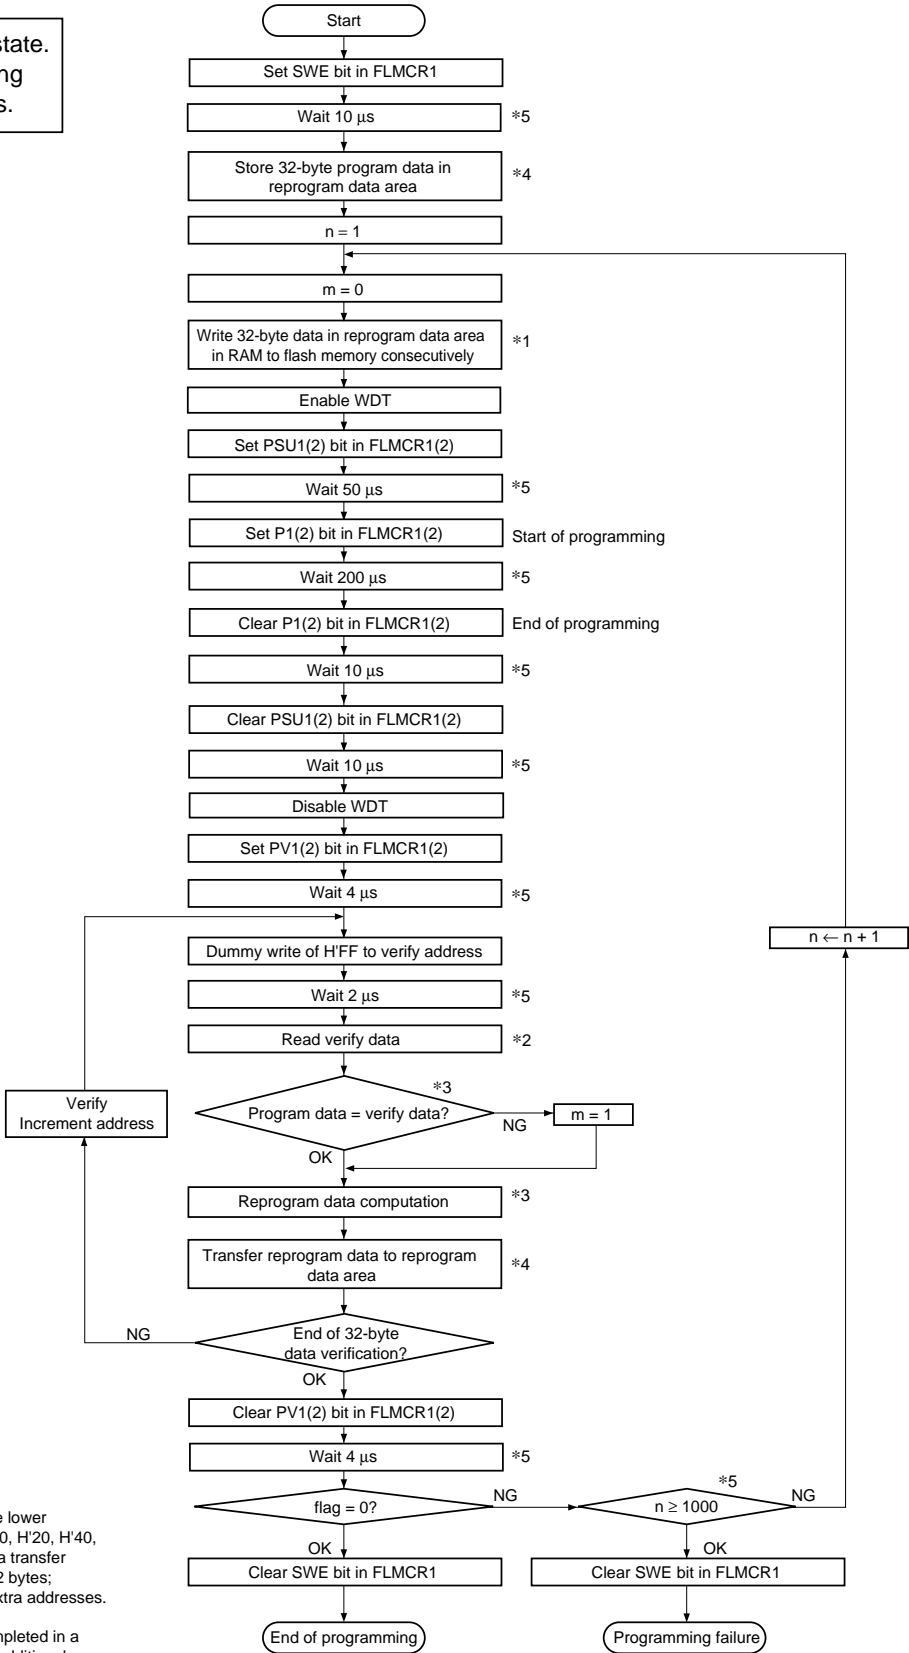 Start
state.
ng
s.
Set SWE bit in FLMCR1
Wait 10 μs
*5
Store 32-byte program data in
reprogram data area
*4
n = 1
m = 0
Write 32-byte data in reprogram data area
in RAM to flash memory consecutively
*1
Enable WDT
Set PSU1(2) bit in FLMCR1(2)
Wait 50 μs
*5
Set P1(2) bit in FLMCR1(2)
Start of programming
Wait 200 μs
*5
Clear P1(2) bit in FLMCR1(2)
End of programming
Wait 10 μs
*5
Clear PSU1(2) bit in FLMCR1(2)
Wait 10 μs
*5
Disable WDT
Set PV1(2) bit in FLMCR1(2)
Wait 4 μs
*5
n ← n + 1
Dummy write of H'FF to verify address
Wait 2 μs
*5
Read verify data
*2
*3
Verify
Increment address
Program data = verify data?
NG
m = 1
OK
Reprogram data computation
*3
Transfer reprogram data to reprogram
data area
*4
NG
End of 32-byte
data verification?
OK
Clear PV1(2) bit in FLMCR1(2)
Wait 4 μs
*5
*5
flag = 0?
NG
n ≥ 1000
NG
OK
OK
Clear SWE bit in FLMCR1
Clear SWE bit in FLMCR1
End of programming
Programming failure
e lower
0, H'20, H'40,
a transfer
2 bytes;
xtra addresses.
mpleted in a